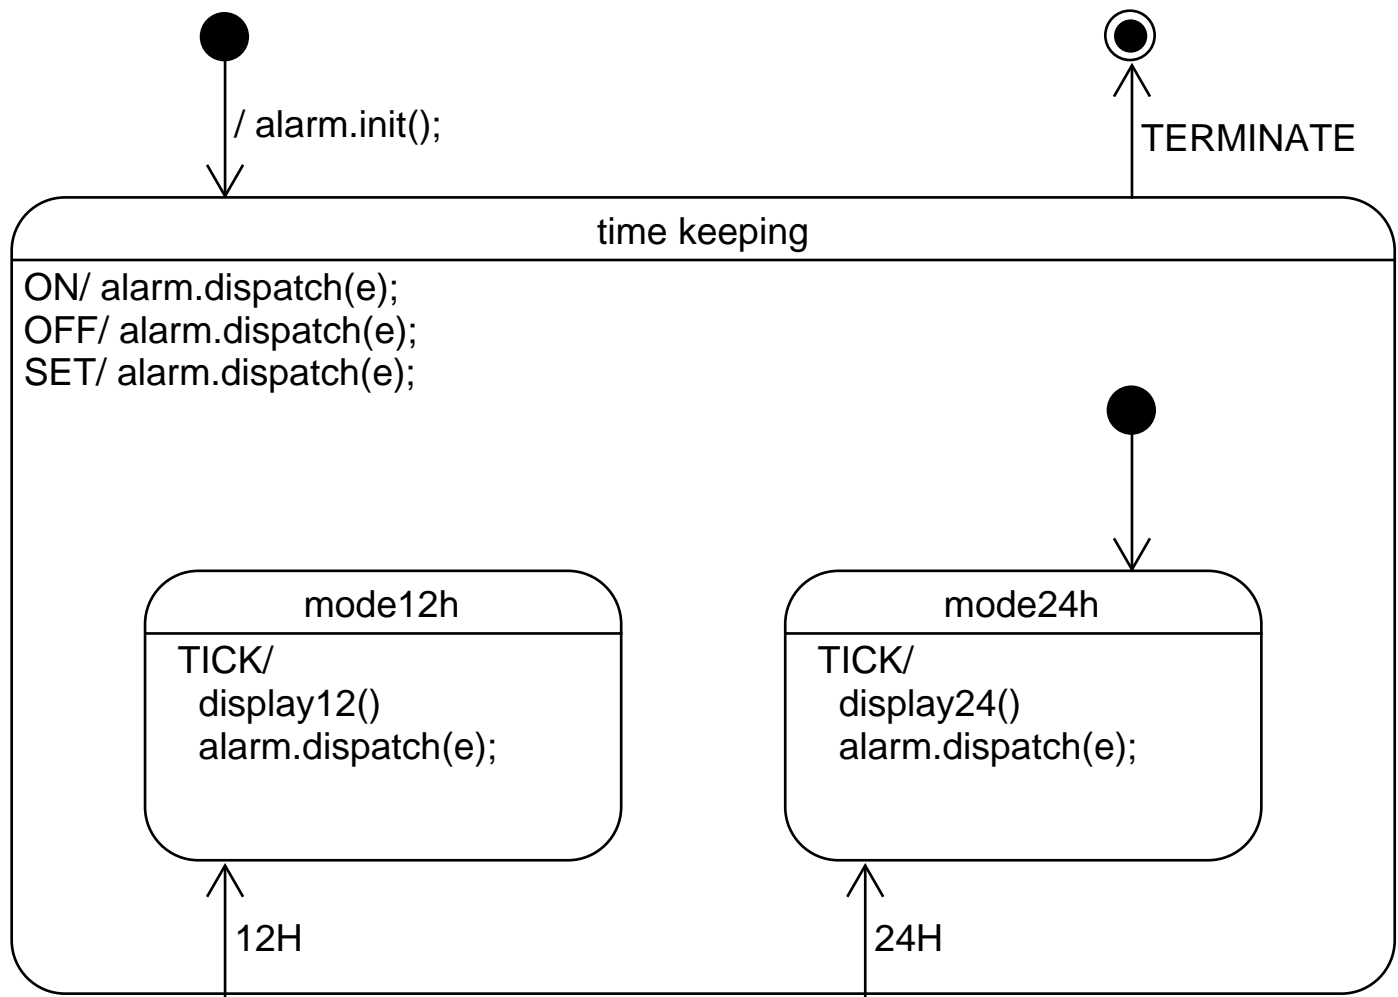 / alarm.init();
TERMINATE
time keeping
ON/ alarm.dispatch(e);
OFF/ alarm.dispatch(e);
SET/ alarm.dispatch(e);
mode12h
TICK/
display12()
alarm.dispatch(e);
mode24h
TICK/
display24()
alarm.dispatch(e);
12H
24H